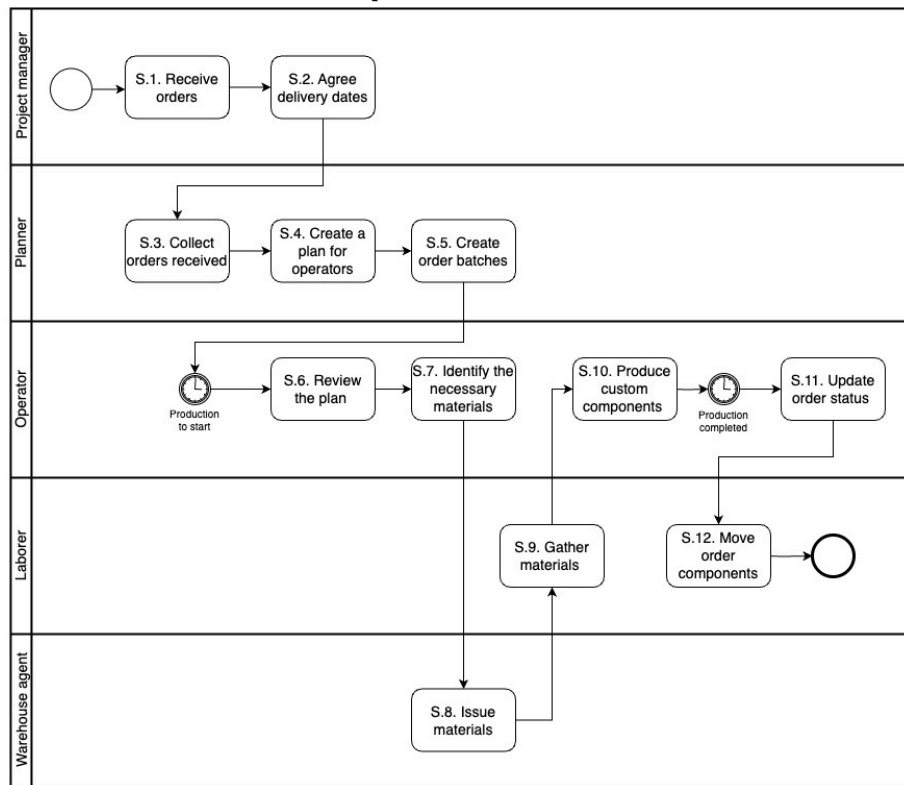 Project manager
S.1. Receive
orders
S.2. Agree
delivery dates
Planner
S.3. Collect
orders received
S.4. Create a
plan for
operators
S.5. Create
order batches
Operator
Production
to start
S.6. Review
the plan
S.7. Identify the
necessary
materials
S.10. Produce
custom
components
Production
completed
S.11. Update
order status
Laborer
S.9. Gather
materials
S.12. Move
order
components
Warehouse agent
S.8. Issue
materials